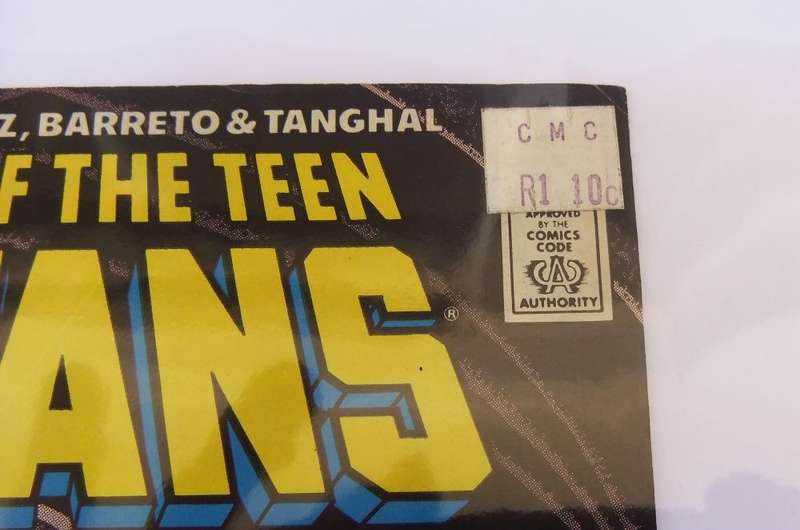 Z, BARRETO & TANGHAL
F THE TEEN
ANS®
CMC
R1 10c
APPROVED
BY THE
COMICS
CODE
CA
AUTHORITY